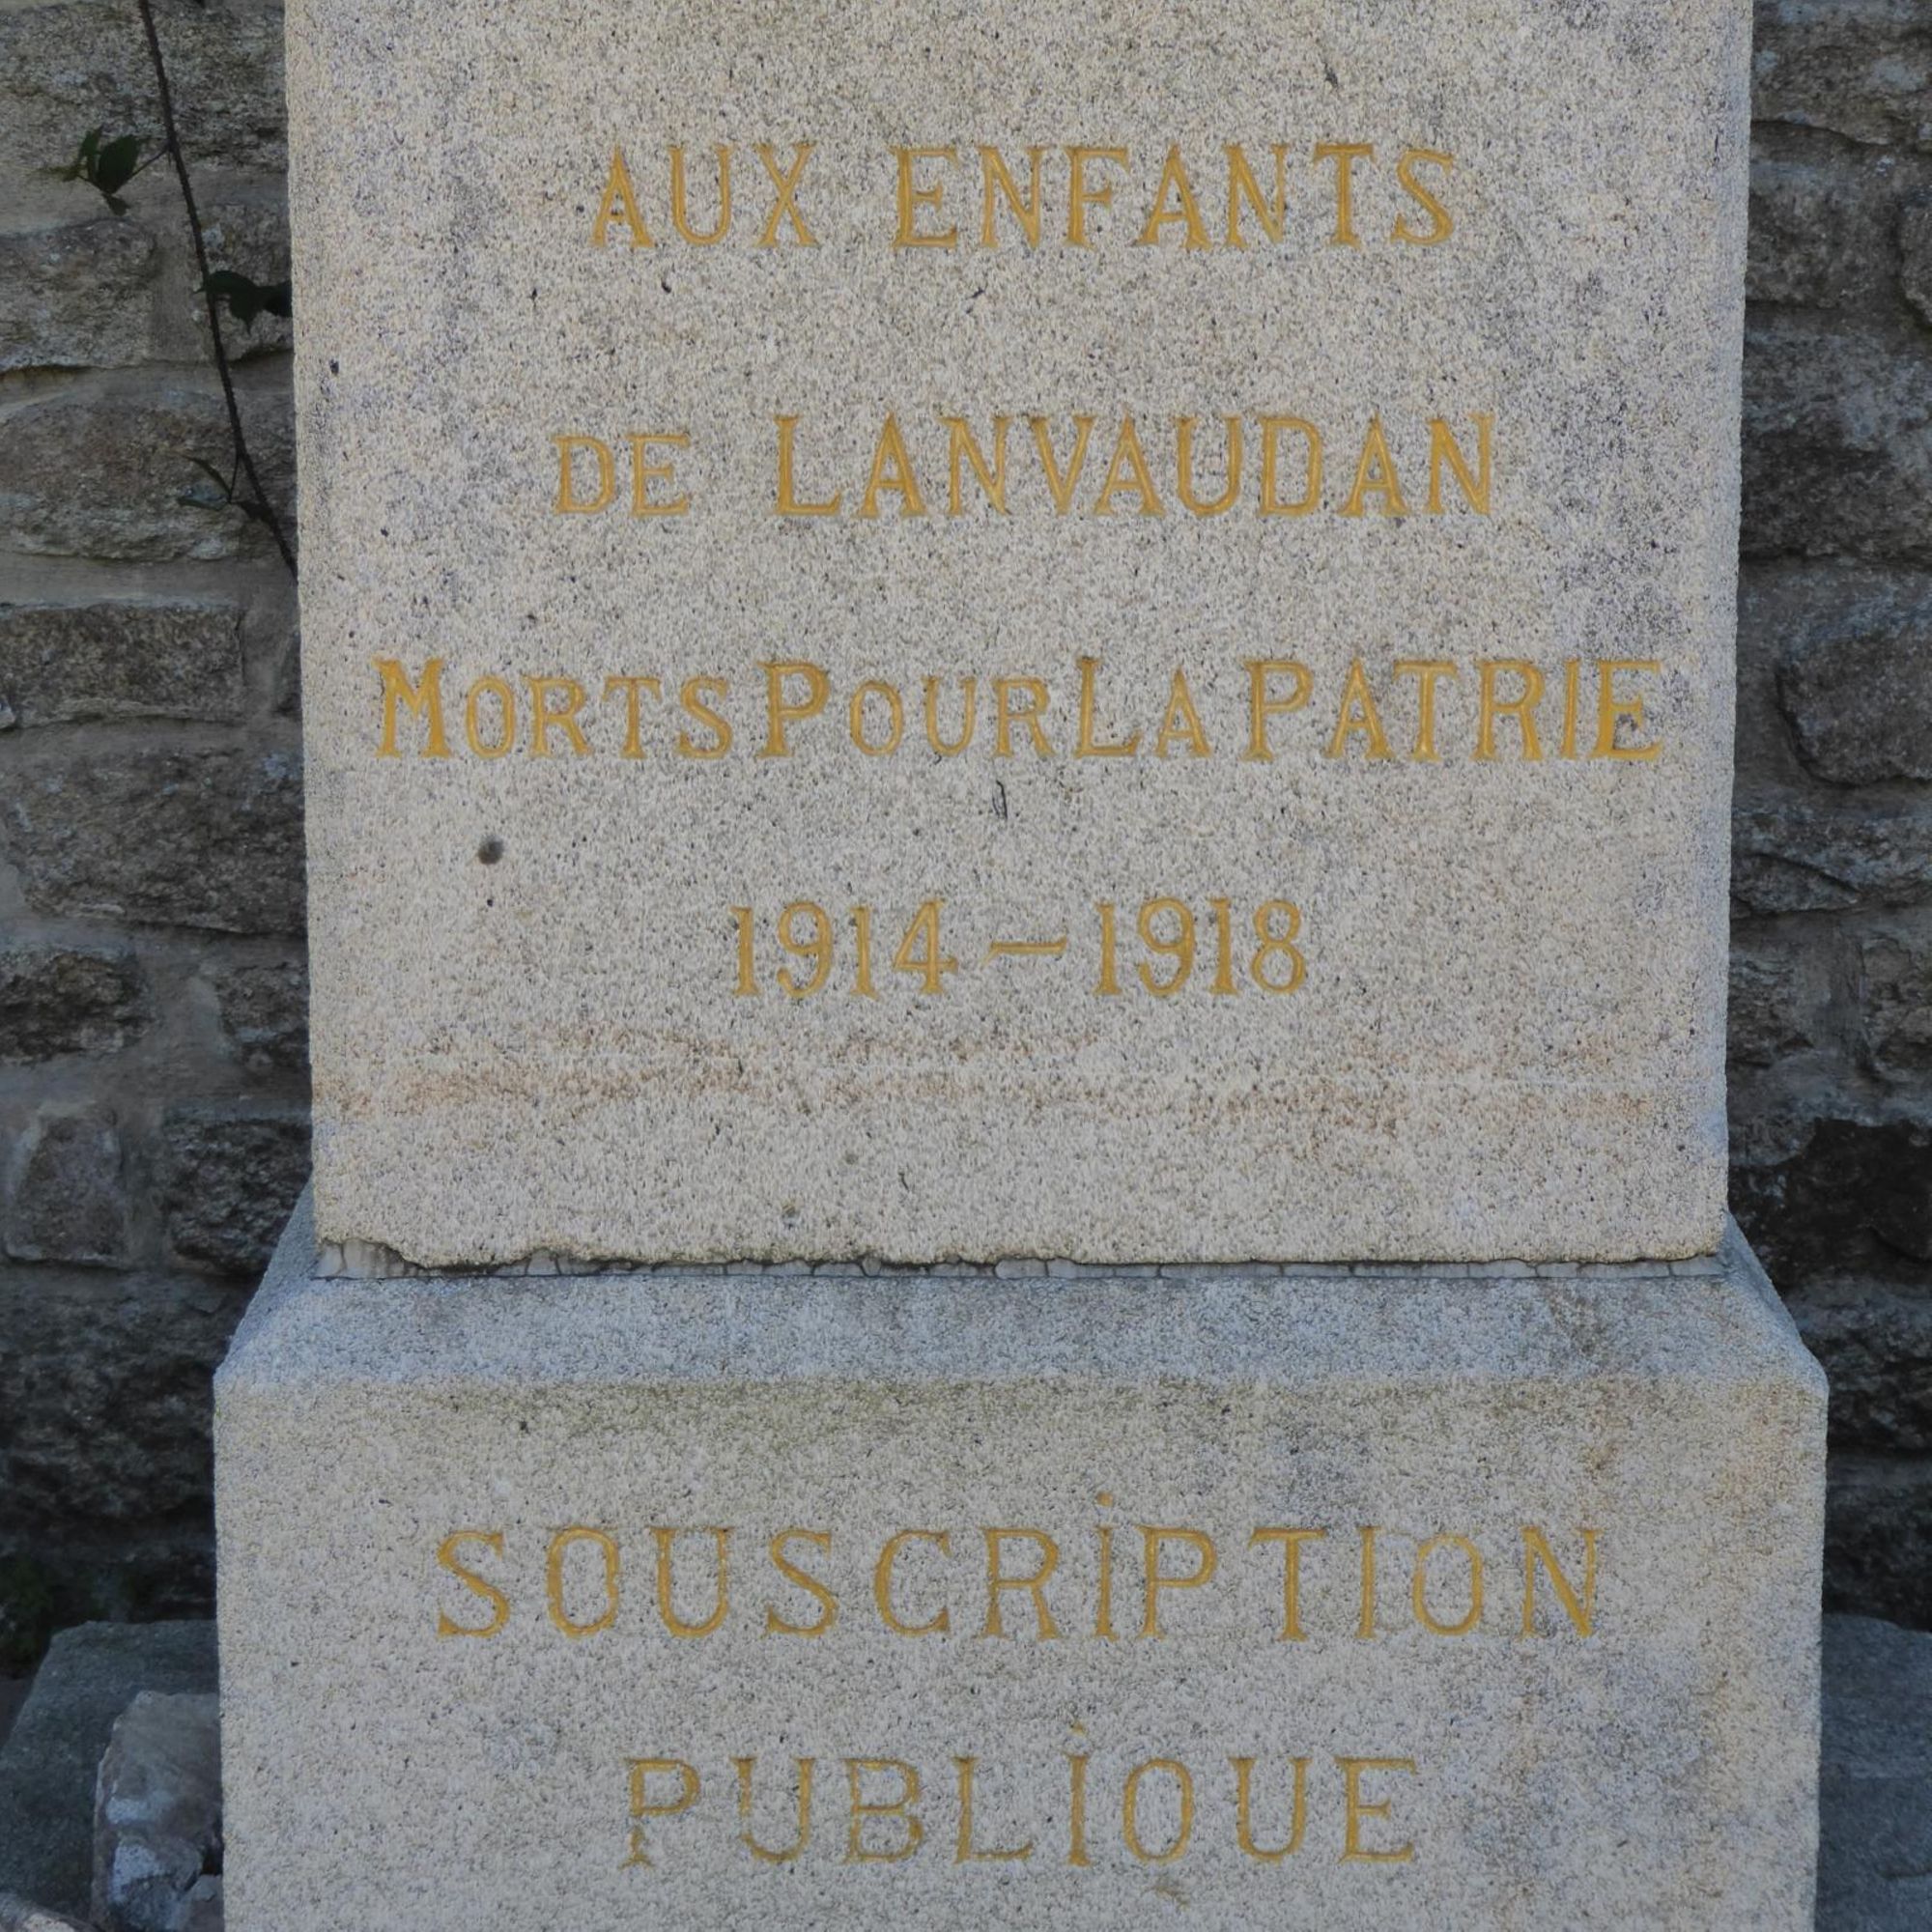 AUX ENFANTS
DE LANVAUDAN
MORTS POUR LA PATRIE
1914 - 1918
SOUSCRiPTION
PUBLiQUE